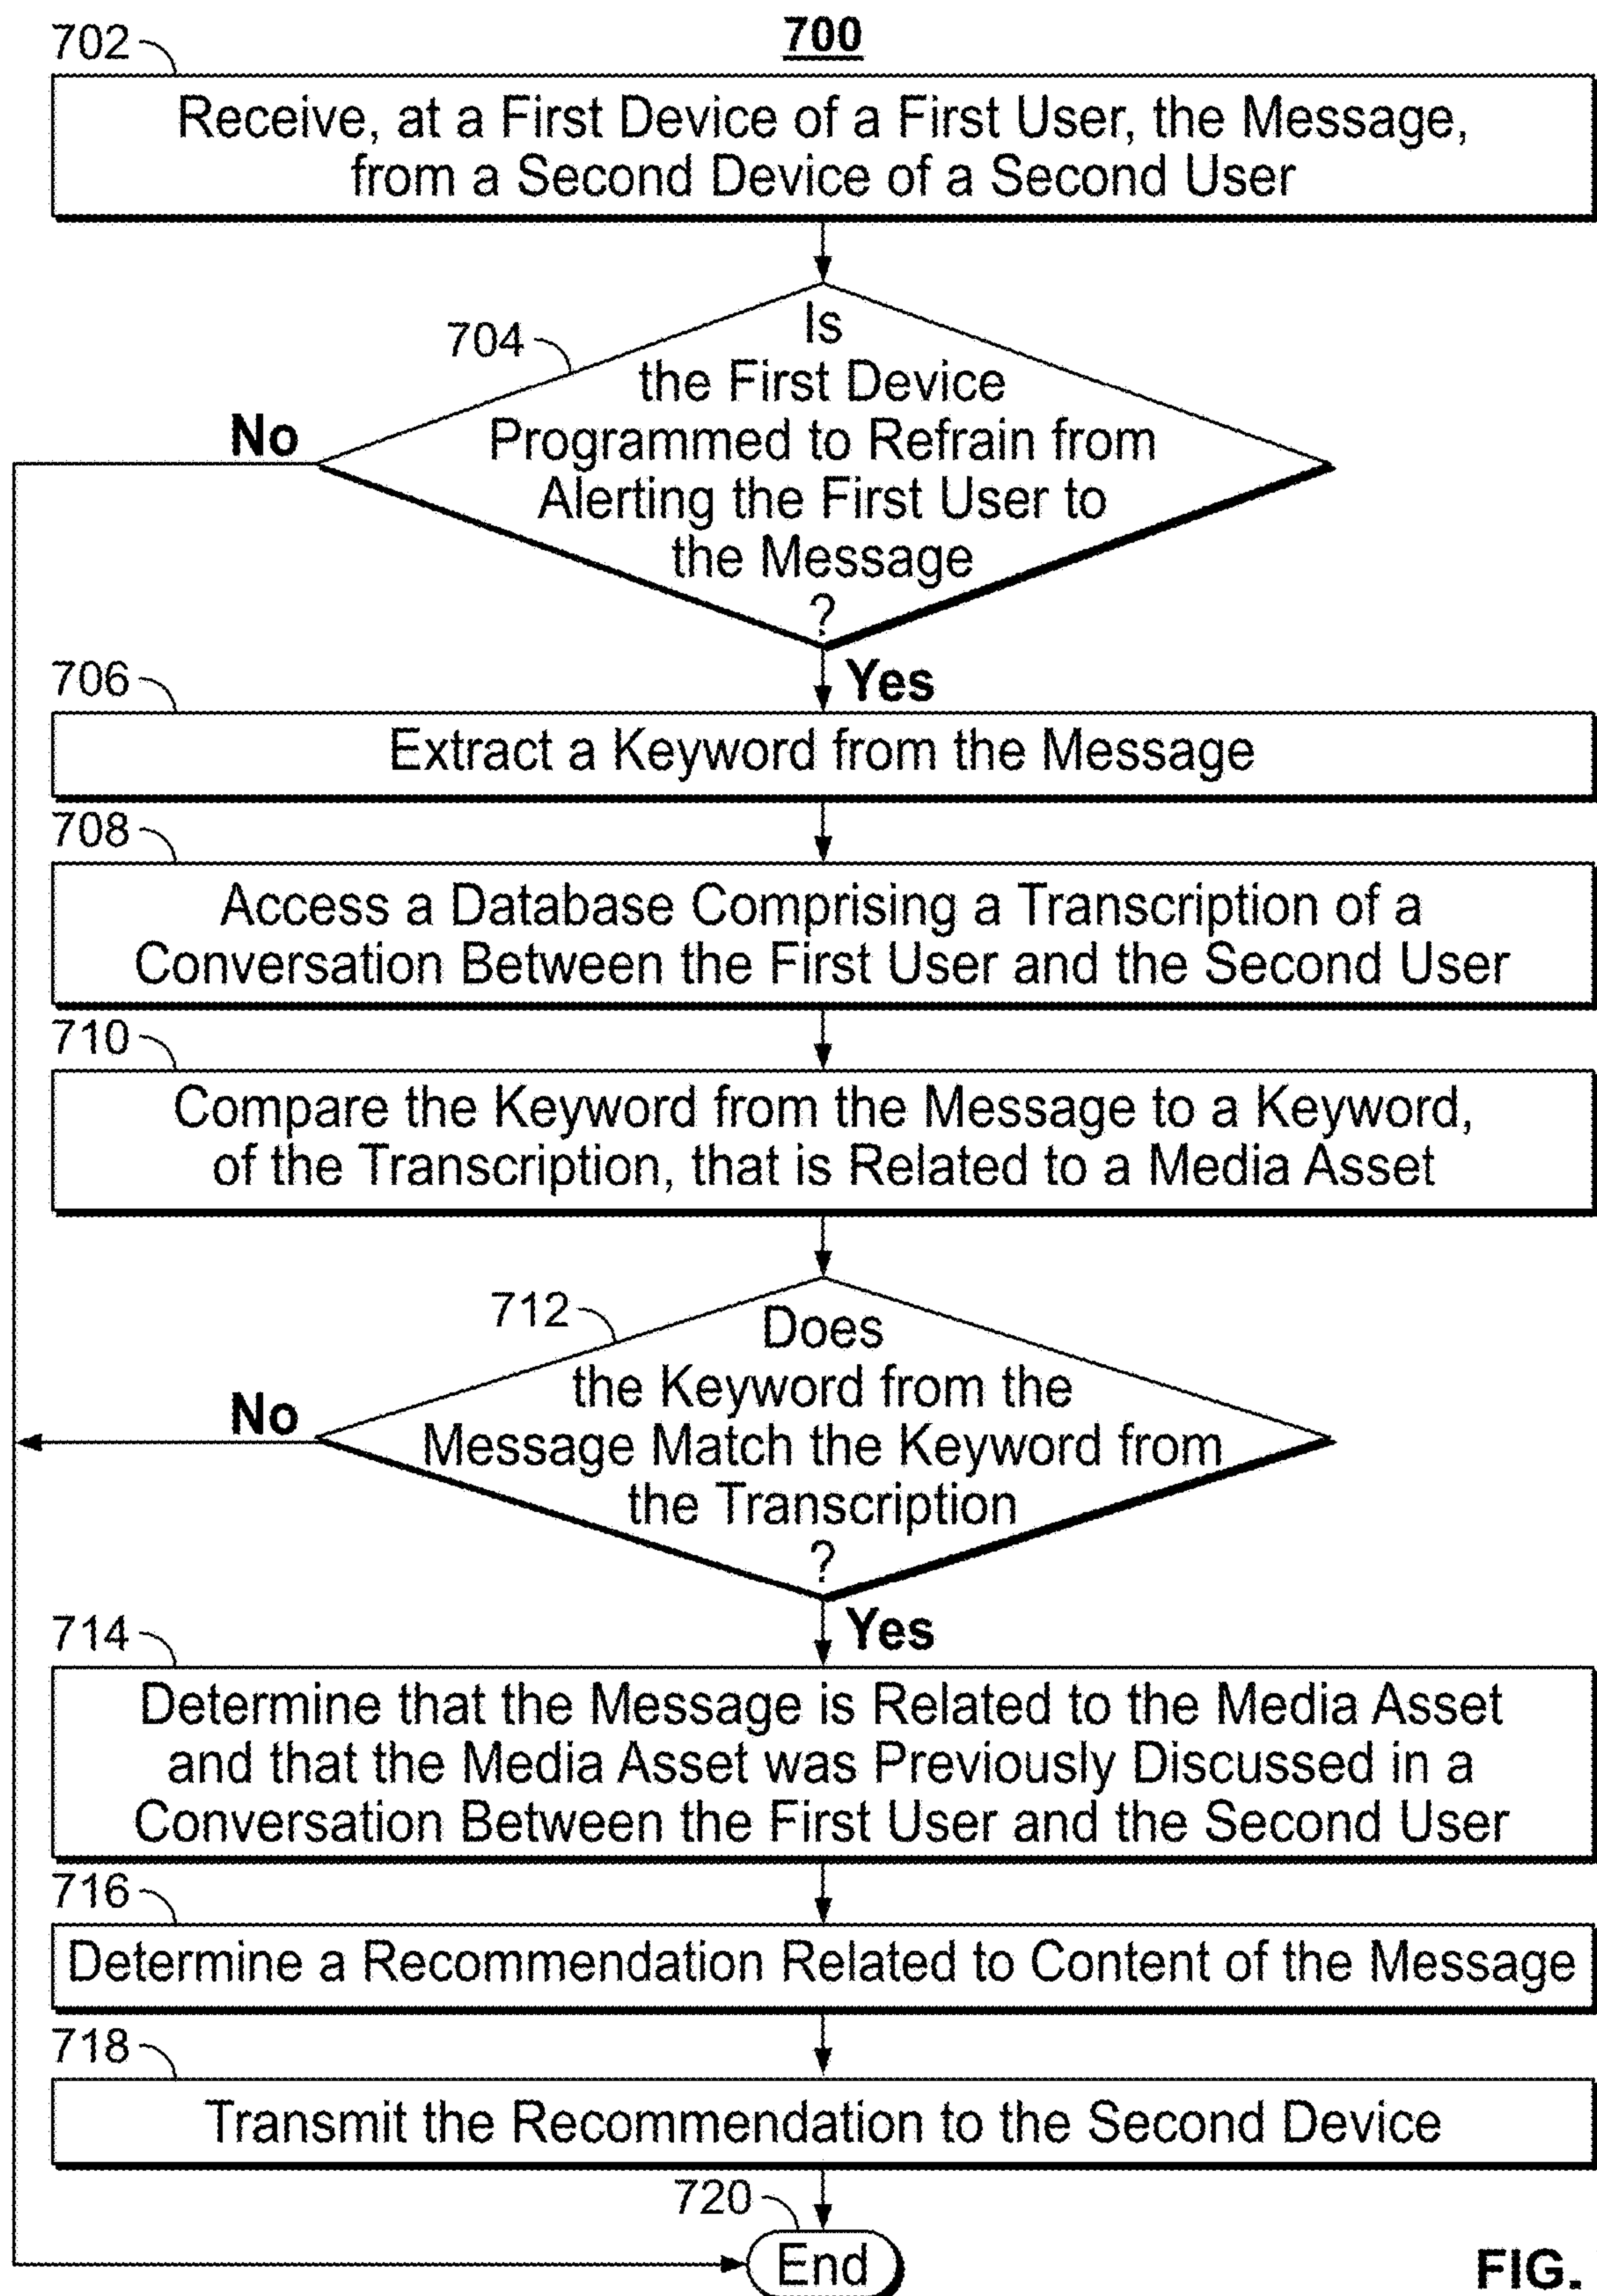 700
702
Receive, at a First Device of a First User, the Message,
from a Second Device of a Second User
704
Is
the First Device
Programmed to Refrain from
Alerting the First User to
the Message
?
No
Yes
706
Extract a Keyword from the Message
708
Access a Database Comprising a Transcription of a
Conversation Between the First User and the Second User
710
Compare the Keyword from the Message to a Keyword,
of the Transcription, that is Related to a Media Asset
712
Does
the Keyword from the
Message Match the Keyword from
the Transcription
?
No
Yes
714
Determine that the Message is Related to the Media Asset
and that the Media Asset was Previously Discussed in a
Conversation Between the First User and the Second User
716
Determine a Recommendation Related to Content of the Message
718
Transmit the Recommendation to the Second Device
720
End
FIG.